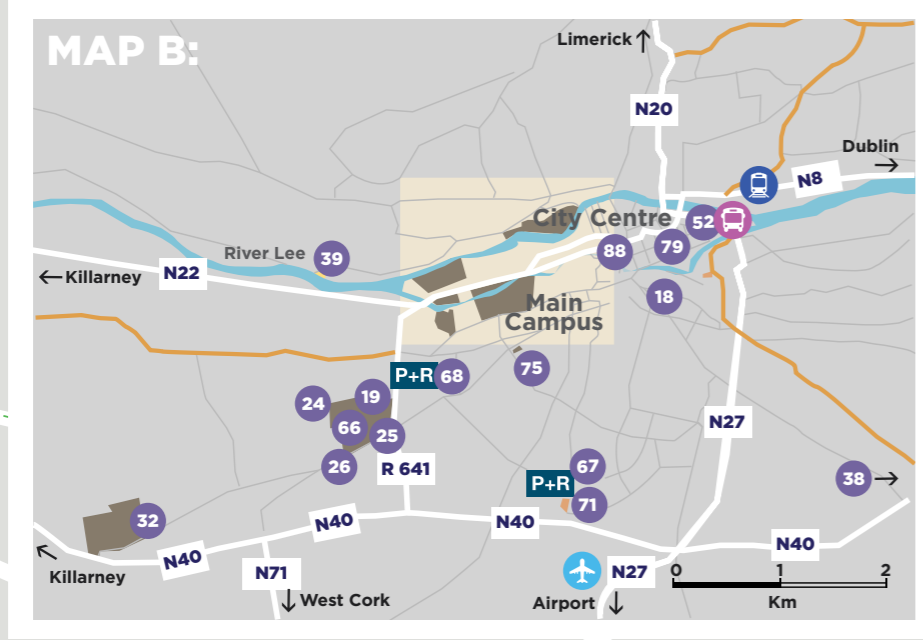 MAP B:
Limerick
N20
Dublin
N8
City Centre
52
River Lee
39
88
79
Killarney
N22
18
Main
Campus
P+R
68
75
24
19
66
25
N27
26
R 641
67
P+R
38
71
32
N40
N40
N40
N40
Killarney
N71
West Cork
Airport
N27
0
1
2
Km